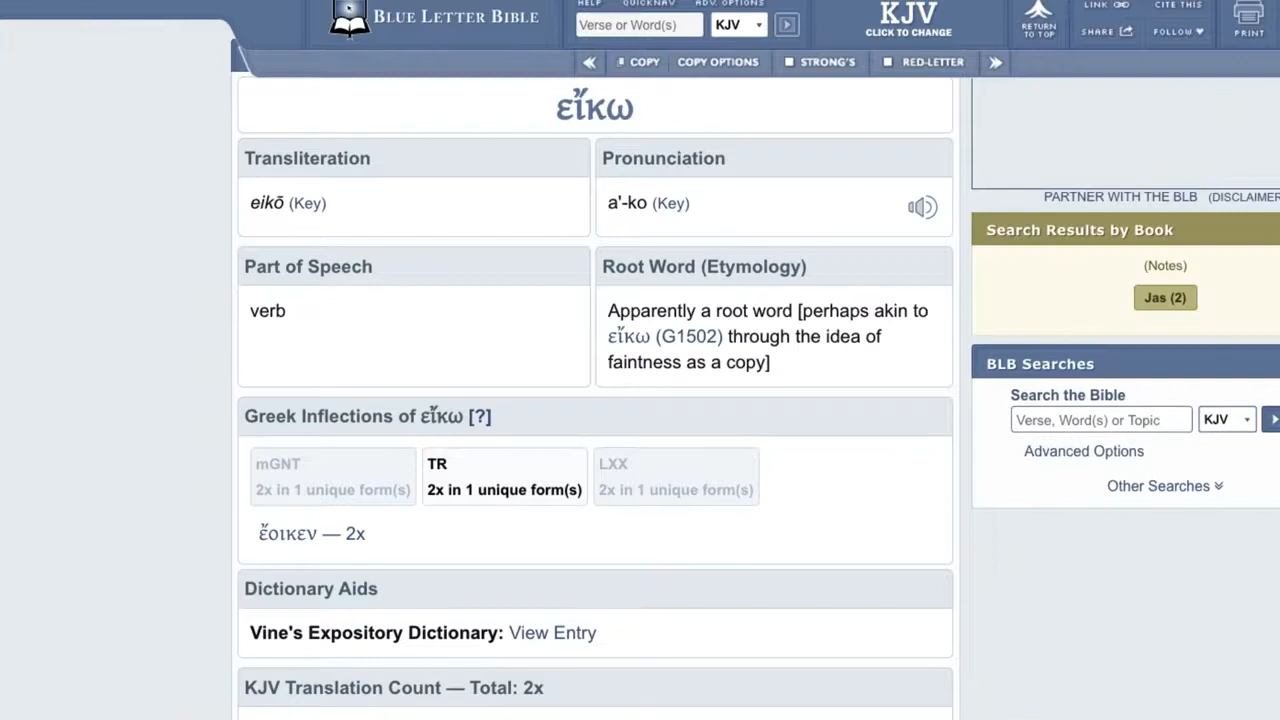 HELP QUICKNAV ADV. OPTIONS
BLUE LETTER BIBLE
Verse or Word(s) KJV
KJV
CLICK TO CHANGE
RETURN
TO TOP
LINK CITE THIS
SHARE FOLLOW
PRINT
COPY COPY OPTIONS STRONG'S RED-LETTER
εἴκω
Transliteration
eikō (Key)
Pronunciation
a'-ko (Key)
Part of Speech
verb
Root Word (Etymology)
Apparently a root word [perhaps akin to
εἴκω (G1502) through the idea of
faintness as a copy]
Greek Inflections of εἴκω [?]
mGNT
2x in 1 unique form(s)
TR
2x in 1 unique form(s)
LXX
2x in 1 unique form(s)
ἔοικεν — 2x
Dictionary Aids
Vine's Expository Dictionary: View Entry
KJV Translation Count — Total: 2x
PARTNER WITH THE BLB (DISCLAIMER
Search Results by Book
(Notes)
Jas (2)
BLB Searches
Search the Bible
Verse, Word(s) or Topic KJV
Advanced Options
Other Searches